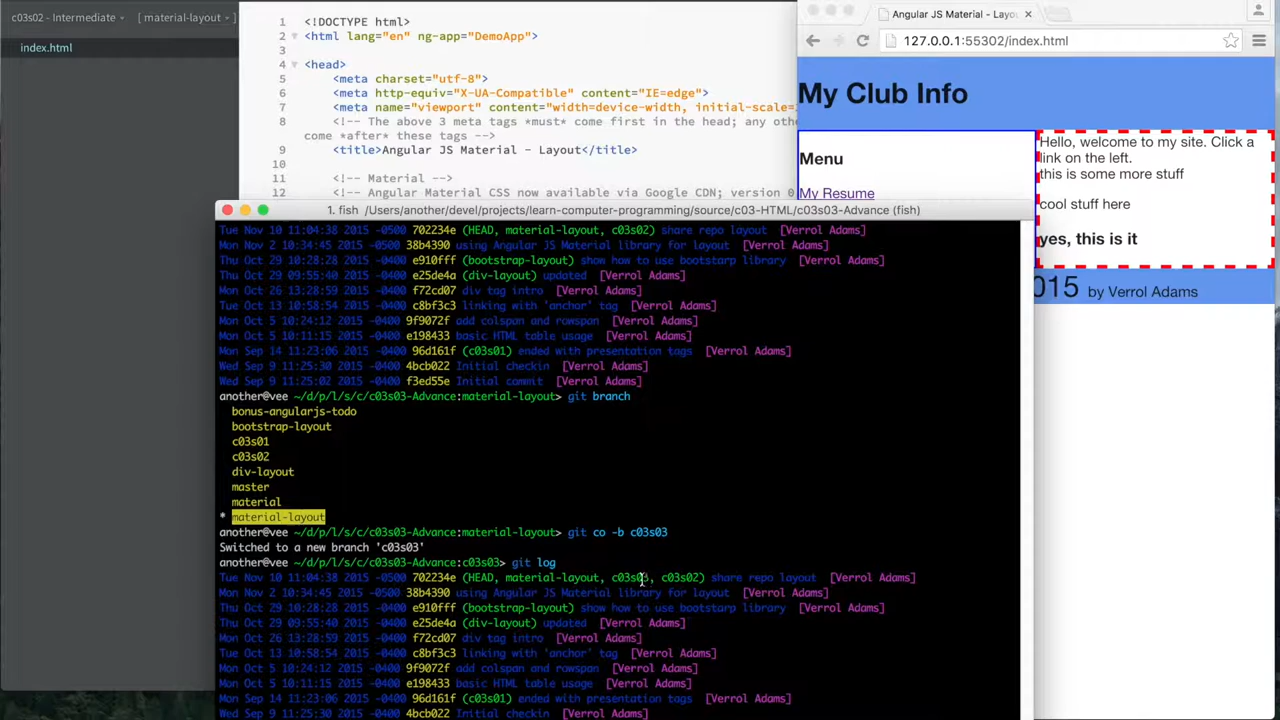 c03s02 - Intermediate
[ material-layout ]
index.html
1 <!DOCTYPE html>
2 <html lang="en" ng-app="DemoApp">
3
4 <head>
5 <meta charset="utf-8">
6 <meta http-equiv="X-UA-Compatible" content="IE=edge">
7 <meta name="viewport" content="width=device-width, initial-scale=
8 <!-- The above 3 meta tags *must* come first in the head; any
come *after* these tags -->
9 <title>Angular JS Material - Layout</title>
10
11 <!-- Material -->
12 <!-- Angular Material CSS now available via Google CDN; version 0
Angular JS Material - Layou
127.0.0.1:55302/index.html
My Club Info
Menu
My Resume
Hello, welcome to my site. Click a
link on the left.
this is some more stuff
cool stuff here
yes, this is it
015 by Verrol Adams
1. fish /Users/another/devel/projects/learn-computer-programming/source/c03-HTML/c03s03-Advance (fish)
Tue Nov 10 11:04:38 2015 -0500 702234e (HEAD, material-layout, c03s02) share repo layout [Verrol Adams]
Mon Nov 2 10:34:45 2015 -0500 38b4390 using Angular JS Material library for layout [Verrol Adams]
Thu Oct 29 10:28:28 2015 -0400 e910fff (bootstrap-layout) show how to use bootstarp library [Verrol Adams]
Thu Oct 29 09:55:40 2015 -0400 e25de4a (div-layout) updated [Verrol Adams]
Mon Oct 26 13:28:59 2015 -0400 f72cd07 div tag intro [Verrol Adams]
Tue Oct 13 10:58:54 2015 -0400 c8bf3c3 linking with 'anchor' tag [Verrol Adams]
Mon Oct 5 10:24:12 2015 -0400 9f9072f add colspan and rowspan [Verrol Adams]
Mon Oct 5 10:11:15 2015 -0400 e198433 basic HTML table usage [Verrol Adams]
Mon Sep 14 11:23:06 2015 -0400 96d161f (c03s01) ended with presentation tags [Verrol Adams]
Wed Sep 9 11:25:30 2015 -0400 4bcb022 Initial checkin [Verrol Adams]
Wed Sep 9 11:25:02 2015 -0400 f3ed55e Initial commit [Verrol Adams]
another@vee ~/d/p/l/s/c/c03s03-Advance:material-layout> git branch
bonus-angularjs-todo
bootstrap-layout
c03s01
c03s02
div-layout
master
material
* material-layout
another@vee ~/d/p/l/s/c/c03s03-Advance:material-layout> git co -b c03s03
Switched to a new branch 'c03s03'
another@vee ~/d/p/l/s/c/c03s03-Advance:c03s03> git log
Tue Nov 10 11:04:38 2015 -0500 702234e (HEAD, material-layout, c03s03, c03s02) share repo layout [Verrol Adams]
Mon Nov 2 10:34:45 2015 -0500 38b4390 using Angular JS Material library for layout [Verrol Adams]
Thu Oct 29 10:28:28 2015 -0400 e910fff (bootstrap-layout) show how to use bootstarp library [Verrol Adams]
Thu Oct 29 09:55:40 2015 -0400 e25de4a (div-layout) updated [Verrol Adams]
Mon Oct 26 13:28:59 2015 -0400 f72cd07 div tag intro [Verrol Adams]
Tue Oct 13 10:58:54 2015 -0400 c8bf3c3 linking with 'anchor' tag [Verrol Adams]
Mon Oct 5 10:24:12 2015 -0400 9f9072f add colspan and rowspan [Verrol Adams]
Mon Oct 5 10:11:15 2015 -0400 e198433 basic HTML table usage [Verrol Adams]
Mon Sep 14 11:23:06 2015 -0400 96d161f (c03s01) ended with presentation tags [Verrol Adams]
Wed Sep 9 11:25:30 2015 -0400 4bcb022 Initial checkin [Verrol Adams]